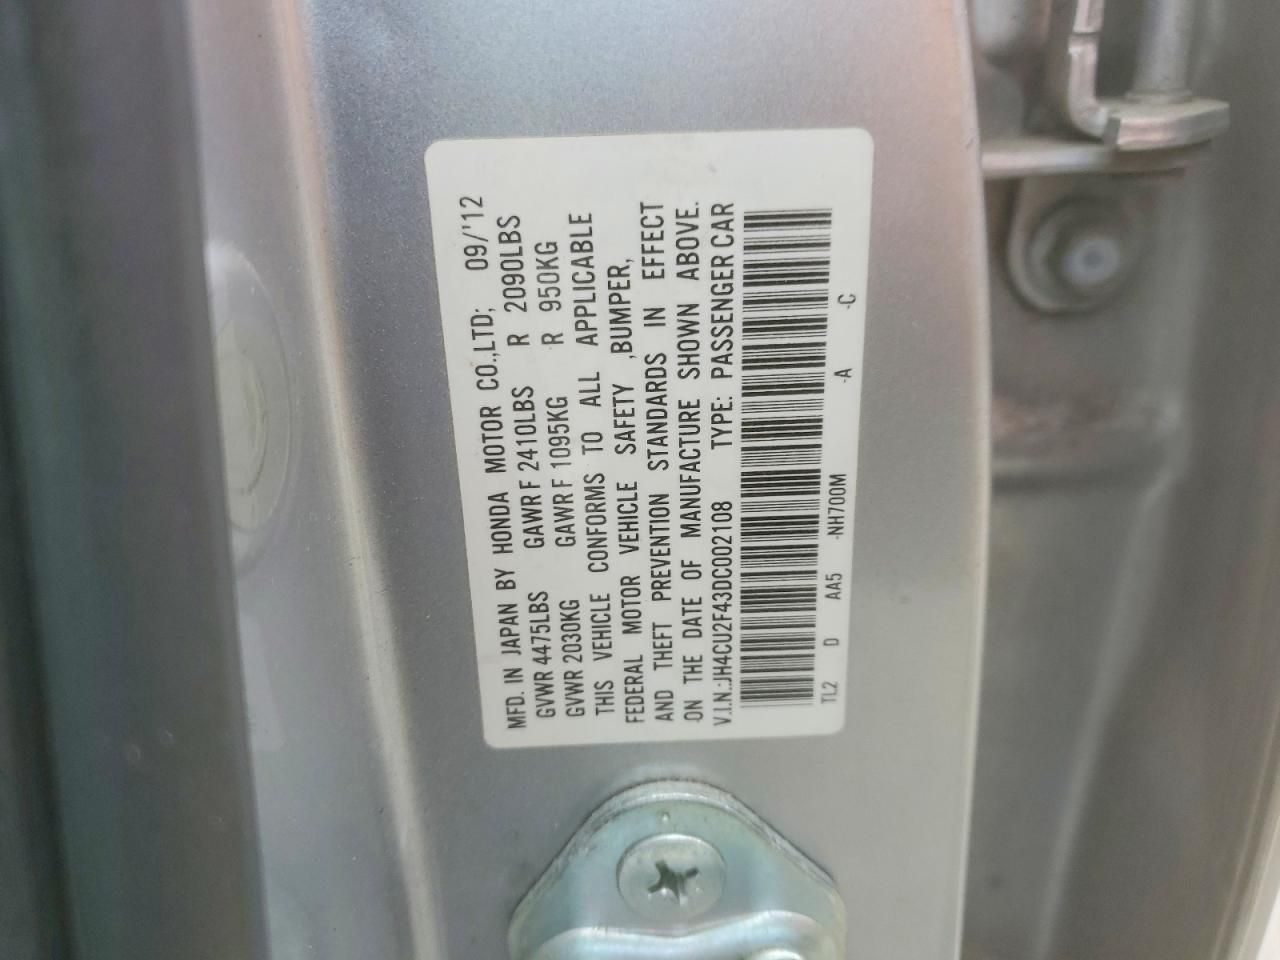 MFD. IN JAPAN BY HONDA MOTOR CO.,LTD; 09/'12
GVWR 4475LBS GAWR F 2410LBS R 2090LBS
GVWR 2030KG GAWR F 1095KG R 950KG
THIS VEHICLE CONFORMS TO ALL APPLICABLE
FEDERAL MOTOR VEHICLE SAFETY ,BUMPER,
AND THEFT PREVENTION STANDARDS IN EFFECT
ON THE DATE OF MANUFACTURE SHOWN ABOVE.
V.I.N.:JH4CU2F43DC002108 TYPE: PASSENGER CAR
TL2 D AA5 -NH700M -A -C